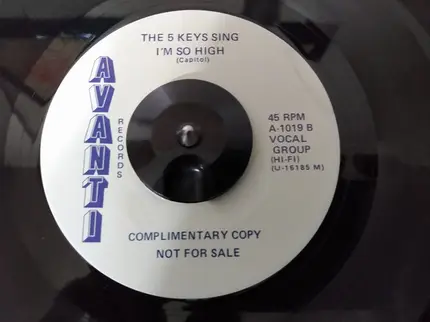 THE 5 KEYS SING
I'M SO HIGH
(Capitol)
AVANTI
RECORDS
45 RPM
A-1019 B
VOCAL
GROUP
(HI-FI)
(U-15185 M)
COMPLIMENTARY COPY
NOT FOR SALE